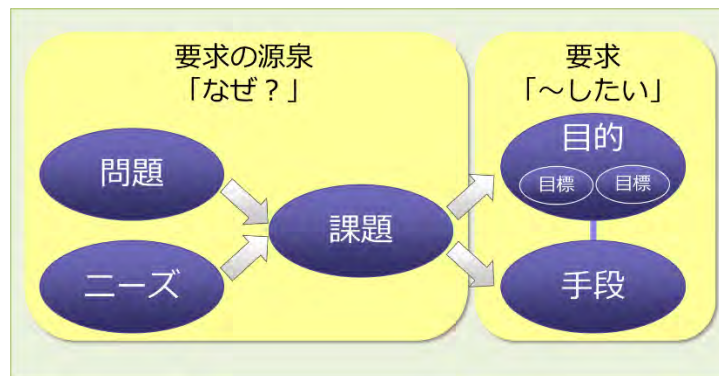 要求の源泉
「なぜ？」
問題
ニーズ
課題
要求
「～したい」
目的
目標
目標
手段